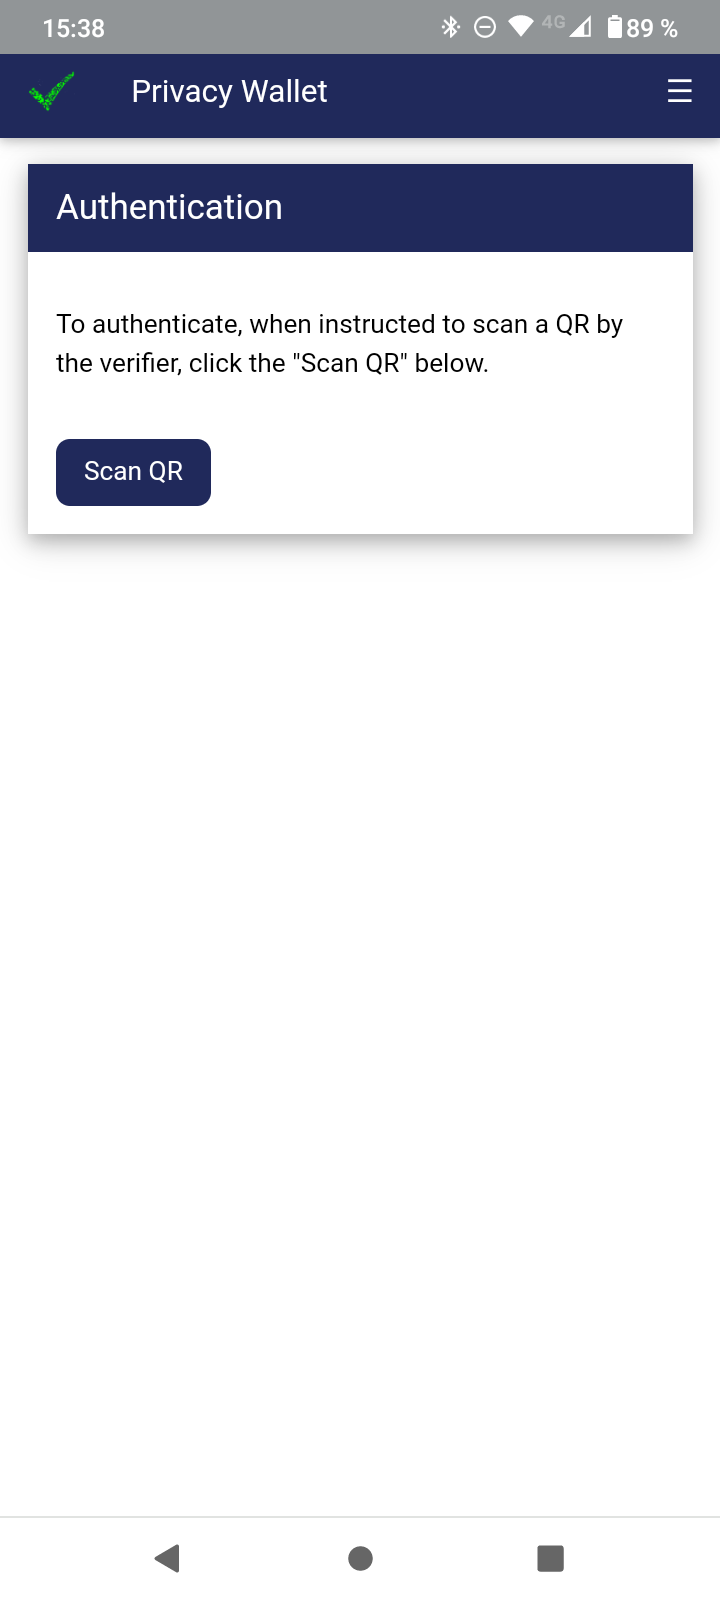 15:38
4G
89 %
Privacy Wallet
Authentication
To authenticate, when instructed to scan a QR by
the verifier, click the "Scan QR" below.
Scan QR